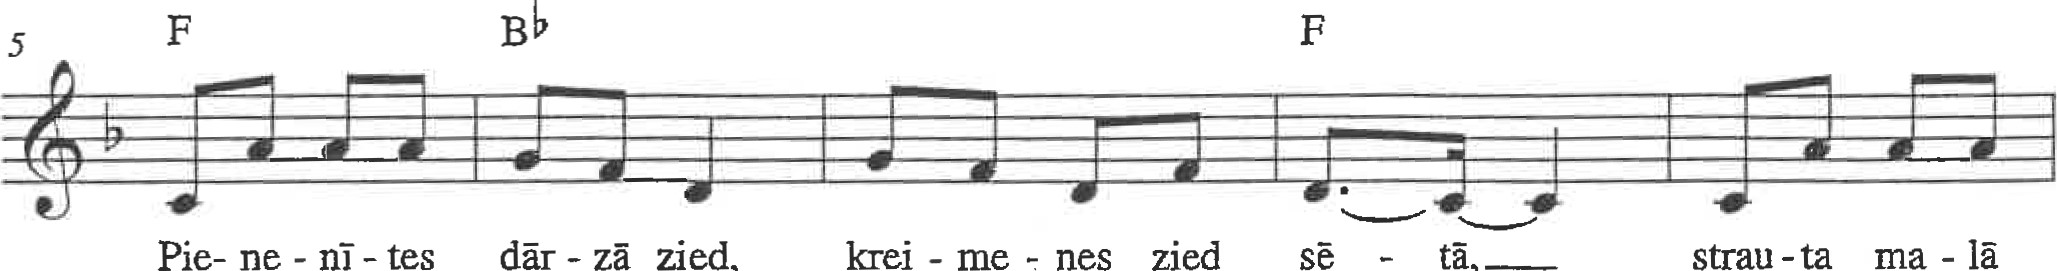 5 F B♭ F
Pie- ne - nī - tes dār - zā zied, krei - me - nes zied sē - tā, strau - ta ma - lā